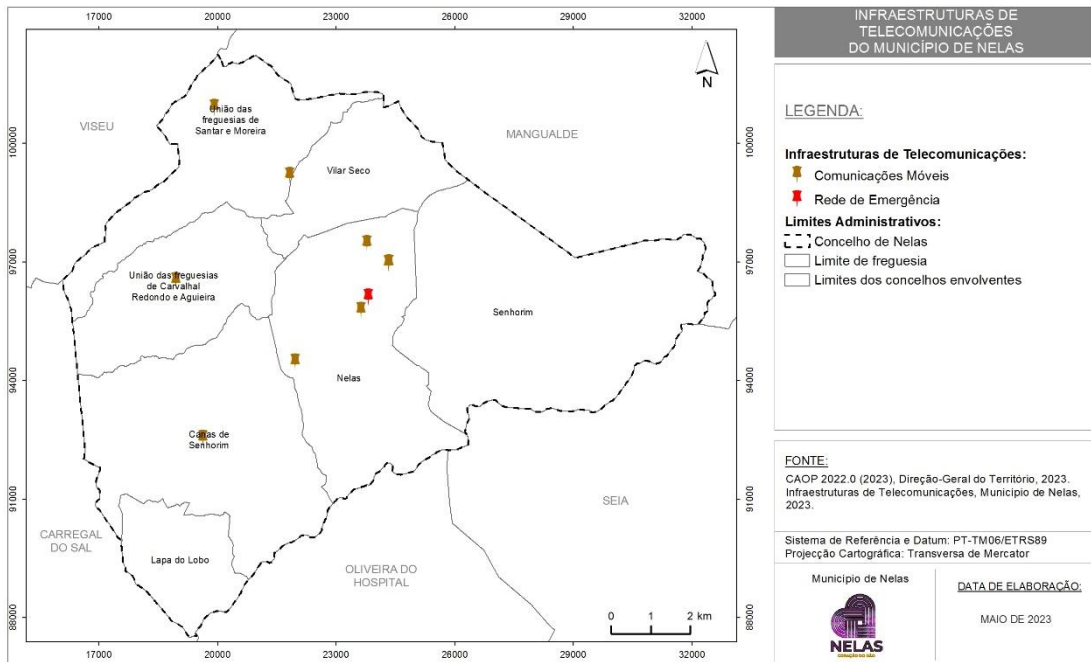 17000 20000 23000 26000 29000 32000
100000
97000
94000
91000
88000
VISEU
MANGUALDE
SEIA
OLIVEIRA DO
HOSPITAL
CARREGAL
DO SAL
União das
freguesias de
Santar e Moreira
Vilar Seco
União das freguesias
de Carvalhal
Redondo e Aguieira
Senhorim
Nelas
Canas de
Senhorim
Lapa do Lobo
N
0 1 2 km
100000
97000
94000
91000
88000
17000 20000 23000 26000 29000 32000
INFRAESTRUTURAS DE
TELECOMUNICAÇÕES
DO MUNICÍPIO DE NELAS
LEGENDA:
Infraestruturas de Telecomunicações:
Comunicações Móveis
Rede de Emergência
Limites Administrativos:
Concelho de Nelas
Limite de freguesia
Limites dos concelhos envolventes
FONTE:
CAOP 2022.0 (2023), Direção-Geral do Território, 2023.
Infraestruturas de Telecomunicações, Município de Nelas,
2023.
Sistema de Referência e Datum: PT-TM06/ETRS89
Projecção Cartográfica: Transversa de Mercator
Município de Nelas
NELAS
CORAÇÃO DO DÃO
DATA DE ELABORAÇÃO:
MAIO DE 2023